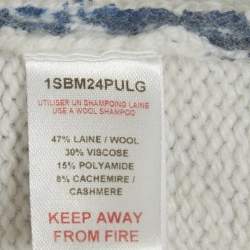 1SBM24PULG
UTILISER UN SHAMPOING LAINE
USE A WOOL SHAMPOO
47% LAINE / WOOL
30% VISCOSE
15% POLYAMIDE
8% CACHEMIRE /
CASHMERE
KEEP AWAY
FROM FIRE